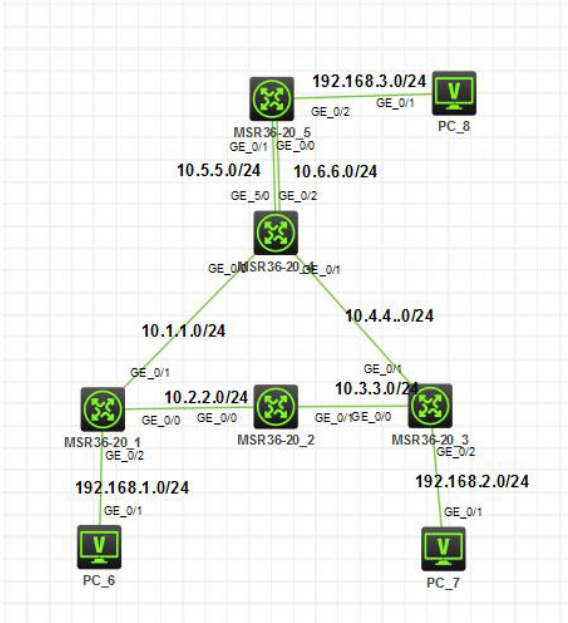 192.168.3.0/24
GE_0/1
GE_0/2
PC_8
MSR36-20_5
GE_0/1
GE_0/0
10.5.5.0/24
10.6.6.0/24
GE_5/0
GE_0/2
GE_0/0
MSR36-20_4
GE_0/1
10.4.4..0/24
10.1.1.0/24
GE_0/1
GE_0/1
10.2.2.0/24
10.3.3.0/24
GE_0/0
GE_0/0
GE_0/1
GE_0/0
MSR36-20_1
MSR36-20_2
MSR36-20_3
GE_0/2
GE_0/2
192.168.1.0/24
192.168.2.0/24
GE_0/1
GE_0/1
V
V
V
PC_6
PC_7